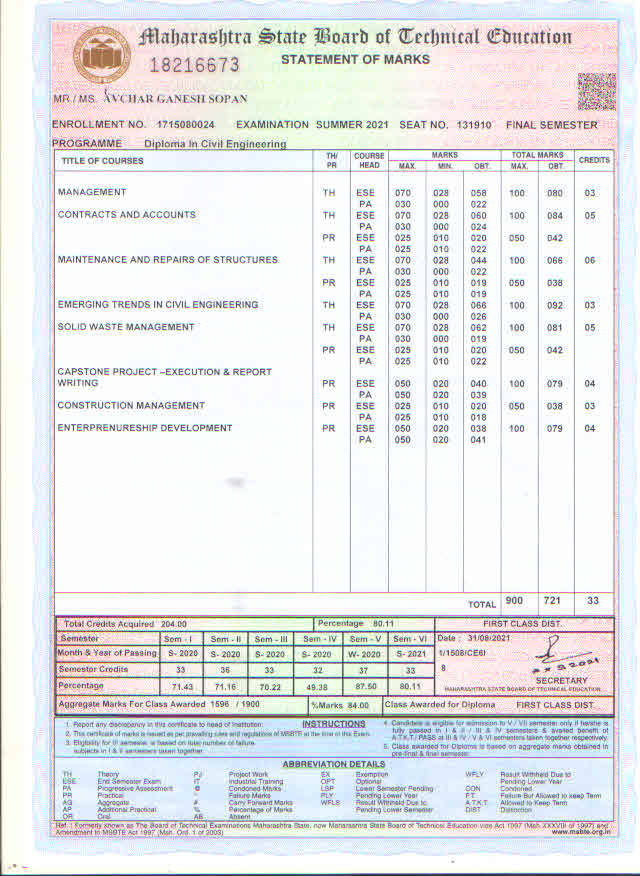 Maharashtra State Board of Technical Education
18216673
STATEMENT OF MARKS
MR./MS. AVCHAR GANESH SOPAN
ENROLLMENT NO. 1715080024 EXAMINATION SUMMER 2021 SEAT NO. 131910 FINAL SEMESTER
PROGRAMME Diploma In Civil Engineering
TITLE OF COURSES TH/ PR COURSE HEAD MARKS MAX. MIN. OBT. TOTAL MARKS MAX. OBT. CREDITS
MANAGEMENT TH ESE 070 028 058 100 080 03
PA 030 000 022
CONTRACTS AND ACCOUNTS TH ESE 070 028 060 100 084 05
PA 030 000 024
PR ESE 025 010 020 050 042
PA 025 010 022
MAINTENANCE AND REPAIRS OF STRUCTURES TH ESE 070 028 044 100 066 06
PA 030 000 022
PR ESE 025 010 019 050 038
PA 025 010 019
EMERGING TRENDS IN CIVIL ENGINEERING TH ESE 070 028 066 100 092 03
PA 030 000 026
SOLID WASTE MANAGEMENT TH ESE 070 028 062 100 081 05
PA 030 000 019
PR ESE 025 010 020 050 042
PA 025 010 022
CAPSTONE PROJECT –EXECUTION & REPORT
WRITING PR ESE 050 020 040 100 079 04
PA 050 020 039
CONSTRUCTION MANAGEMENT PR ESE 025 010 020 050 038 03
PA 025 010 018
ENTERPRENURESHIP DEVELOPMENT PR ESE 050 020 038 100 079 04
PA 050 020 041
TOTAL 900 721 33
Total Credits Acquired 204.00 Percentage 80.11 FIRST CLASS DIST.
Semester Sem - I Sem - II Sem - III Sem - IV Sem - V Sem - VI Date : 31/08/2021
Month & Year of Passing S- 2020 S- 2020 S- 2020 S- 2020 W- 2020 S- 2021 1/1508/CE6I
Semester Credits 33 36 33 32 37 33 8
Percentage 71.43 71.16 70.22 49.38 87.50 80.11
SECRETARY
MAHARASHTRA STATE BOARD OF TECHNICAL EDUCATION
Aggregate Marks For Class Awarded 1596 / 1900 %Marks 84.00 Class Awarded for Diploma FIRST CLASS DIST.
INSTRUCTIONS
1. Report any discrepancy in this certificate to head of Institution.
2. This certificate of marks is issued as per prevailing rules and regulations of MSBTE at the time of this Exam.
3. Eligibility for III semester is based on total number of failure
subjects in I & II semesters taken together.
4. Candidate is eligible for admission to V / VI semester only if he/she is
fully passed in I & II / III & IV semesters & availed benefit of
A.T.K.T./ PASS at III & IV / V & VI semesters taken together respectively.
5. Class awarded for Diploma is based on aggregate marks obtained in
pre-final & final semester.
ABBREVIATION DETAILS
TH Theory PJ Project Work EX Exemption WFLY Result Withheld Due to
ESE End Semester Exam IT Industrial Training OPT Optional Pending Lower Year
PA Progressive Assessment @ Condoned Marks LSP Lower Semester Pending CON Condoned
PR Practical * Failure Marks PLY Pending Lower Year F.T. Failure But Allowed to keep Term
AG Aggregate # Carry Forward Marks WFLS Result Withheld Due to A.T.K.T. Allowed to Keep Term
AP Additional Practical % Percentage of Marks Pending Lower Semester DIST Distinction
OR Oral AB Absent
Ref. : Formerly known as The Board of Technical Examinations Maharashtra State, now Maharashtra State Board of Technical Education vide Act 1997 (Mah.XXXVIII of 1997) and
Amendment to MSBTE Act 1997 (Mah. Ord. 1 of 2003) www.msbte.org.in